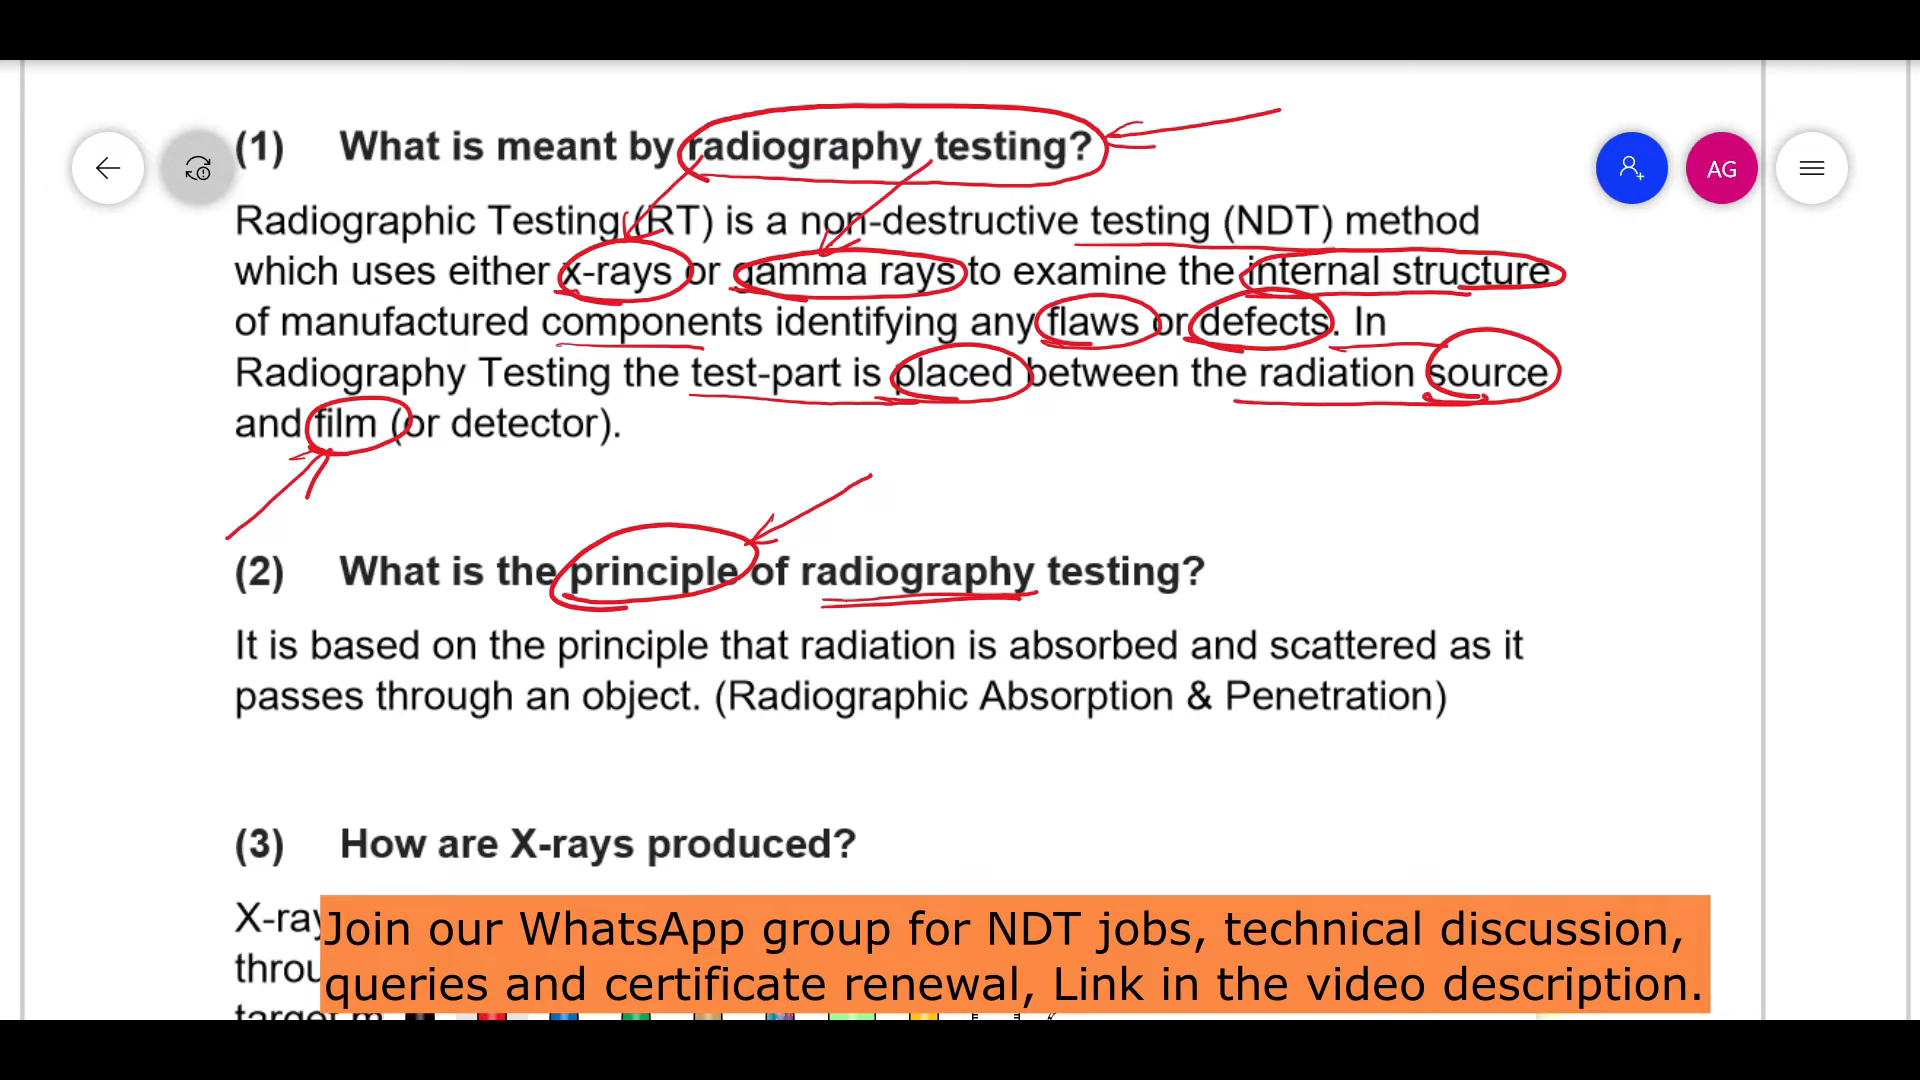 (1) What is meant by radiography testing?
AG
Radiographic Testing (RT) is a non-destructive testing (NDT) method
which uses either x-rays or gamma rays to examine the internal structure
of manufactured components identifying any flaws or defects. In
Radiography Testing the test-part is placed between the radiation source
and film (or detector).
(2) What is the principle of radiography testing?
It is based on the principle that radiation is absorbed and scattered as it
passes through an object. (Radiographic Absorption & Penetration)
(3) How are X-rays produced?
Join our WhatsApp group for NDT jobs, technical discussion,
queries and certificate renewal, Link in the video description.